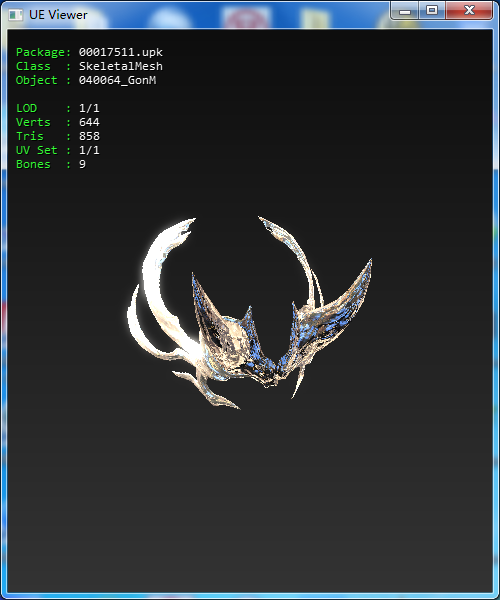 UE Viewer
Package: 00017511.upk
Class  : SkeletalMesh
Object : 040064_GonM
LOD    : 1/1
Verts  : 644
Tris   : 858
UV Set : 1/1
Bones  : 9